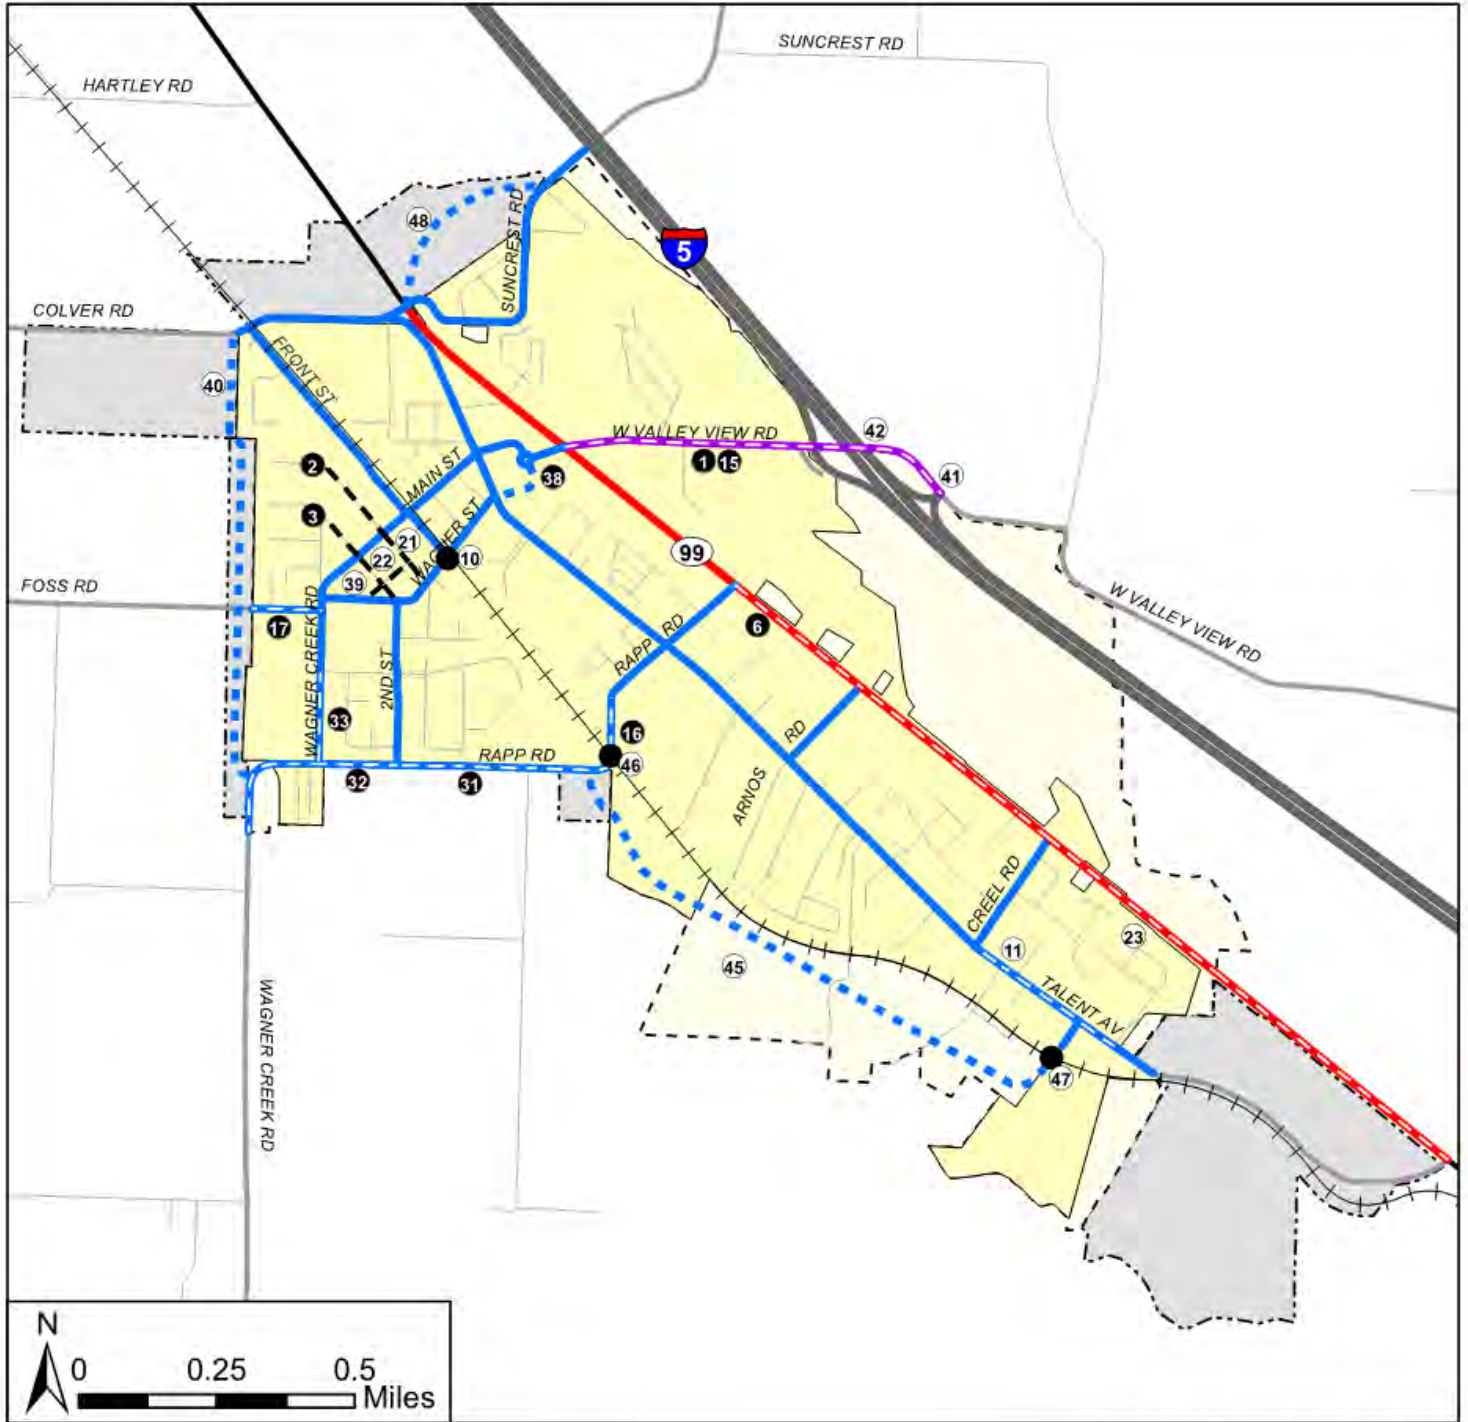 SUNCREST RD
HARTLEY RD
48
SUNCREST RD
5
COLVER RD
FRONT ST
40
W VALLEY VIEW RD
42
1
15
41
2
MAIN ST
38
3
21
WAGNER ST
22
10
99
39
FOSS RD
W VALLEY VIEW RD
17
WAGNER CREEK RD
2ND ST
RAPP RD
6
33
16
RAPP RD
46
32
31
ARNOS
RD
CREEL RD
11
23
45
TALENT AV
47
WAGNER CREEK RD
N
0 0.25 0.5
Miles